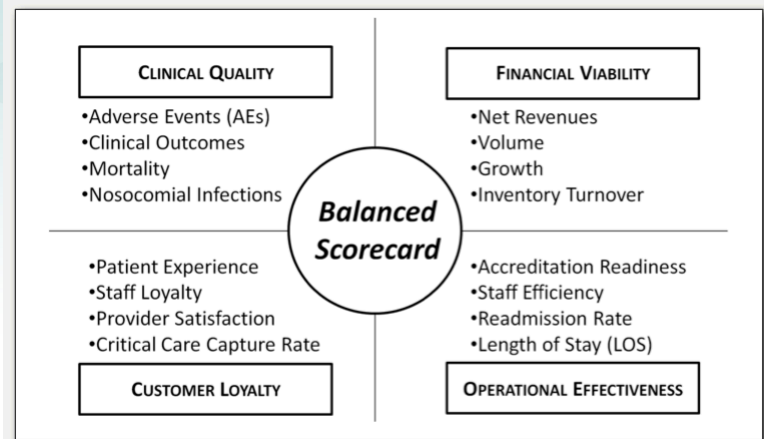 CLINICAL QUALITY
•Adverse Events (AEs)
•Clinical Outcomes
•Mortality
•Nosocomial Infections
FINANCIAL VIABILITY
•Net Revenues
•Volume
•Growth
•Inventory Turnover
Balanced
Scorecard
•Patient Experience
•Staff Loyalty
•Provider Satisfaction
•Critical Care Capture Rate
CUSTOMER LOYALTY
•Accreditation Readiness
•Staff Efficiency
•Readmission Rate
•Length of Stay (LOS)
OPERATIONAL EFFECTIVENESS